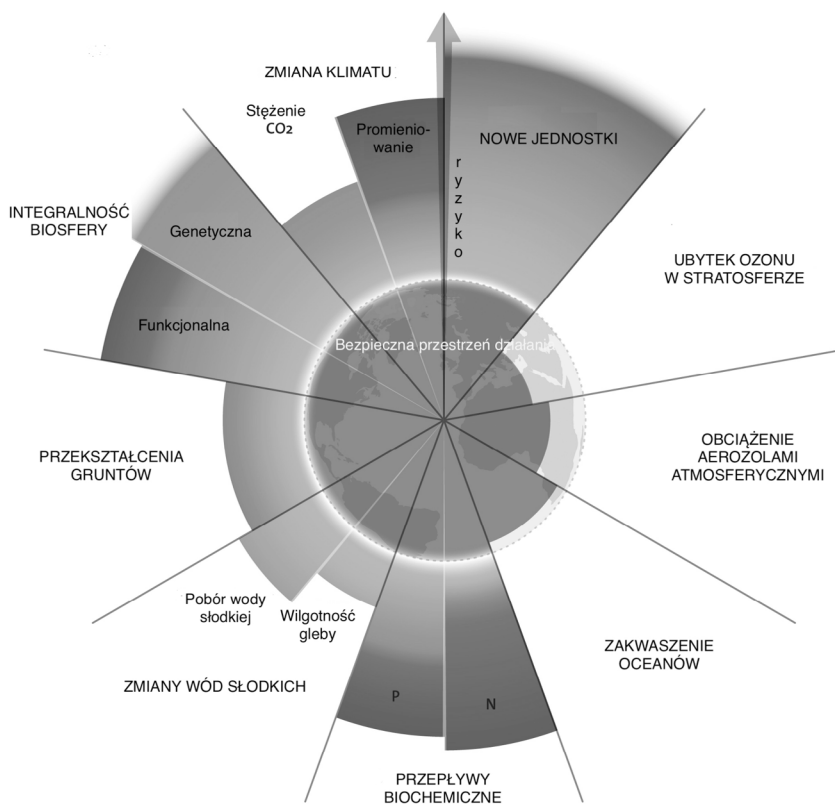 ZMIANA KLIMATU
Stężenie
CO2
Promienio-
wanie
NOWE JEDNOSTKI
ryzyko
INTEGRALNOŚĆ
BIOSFERY
Genetyczna
Funkcjonalna
UBYTEK OZONU
W STRATOSFERZE
Bezpieczna przestrzeń działania
PRZEKSZTAŁCENIA
GRUNTÓW
OBCIĄŻENIE
AEROZOLAMI
ATMOSFERYCZNYMI
Pobór wody
słodkiej
Wilgotność
gleby
ZMIANY WÓD SŁODKICH
P
N
ZAKWASZENIE
OCEANÓW
PRZEPŁYWY
BIOCHEMICZNE